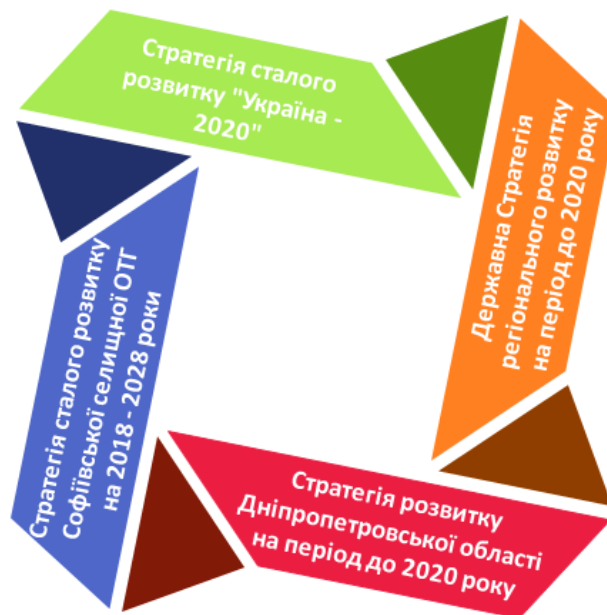 Стратегія сталого
розвитку "Україна -
2020"
Державна Стратегія
регіонального розвитку
на період до 2020 року
Стратегія розвитку
Дніпропетровської області
на період до 2020 року
Стратегія сталого розвитку
Софіївської селищної ОТГ
на 2018 - 2028 роки